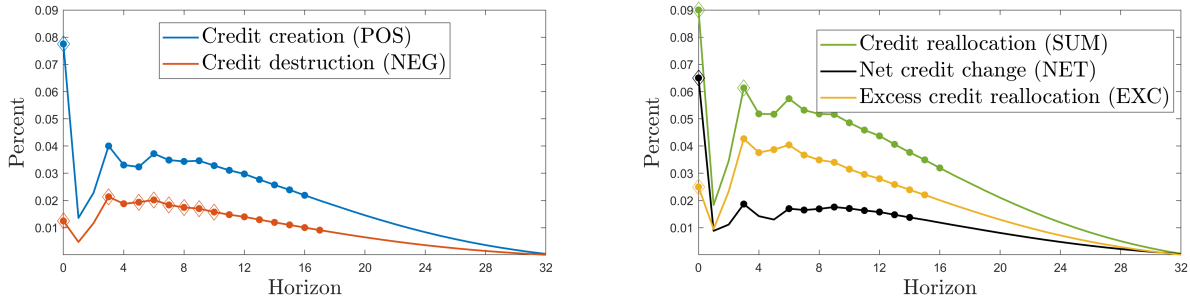 0.09
0.08
0.07
0.06
0.05
0.04
0.03
0.02
0.01
Percent
Credit creation (POS)
Credit destruction (NEG)
0 4 8 12 16 20 24 28 32
Horizon
0.09
0.08
0.07
0.06
0.05
0.04
0.03
0.02
0.01
Percent
Credit reallocation (SUM)
Net credit change (NET)
Excess credit reallocation (EXC)
0 4 8 12 16 20 24 28 32
Horizon